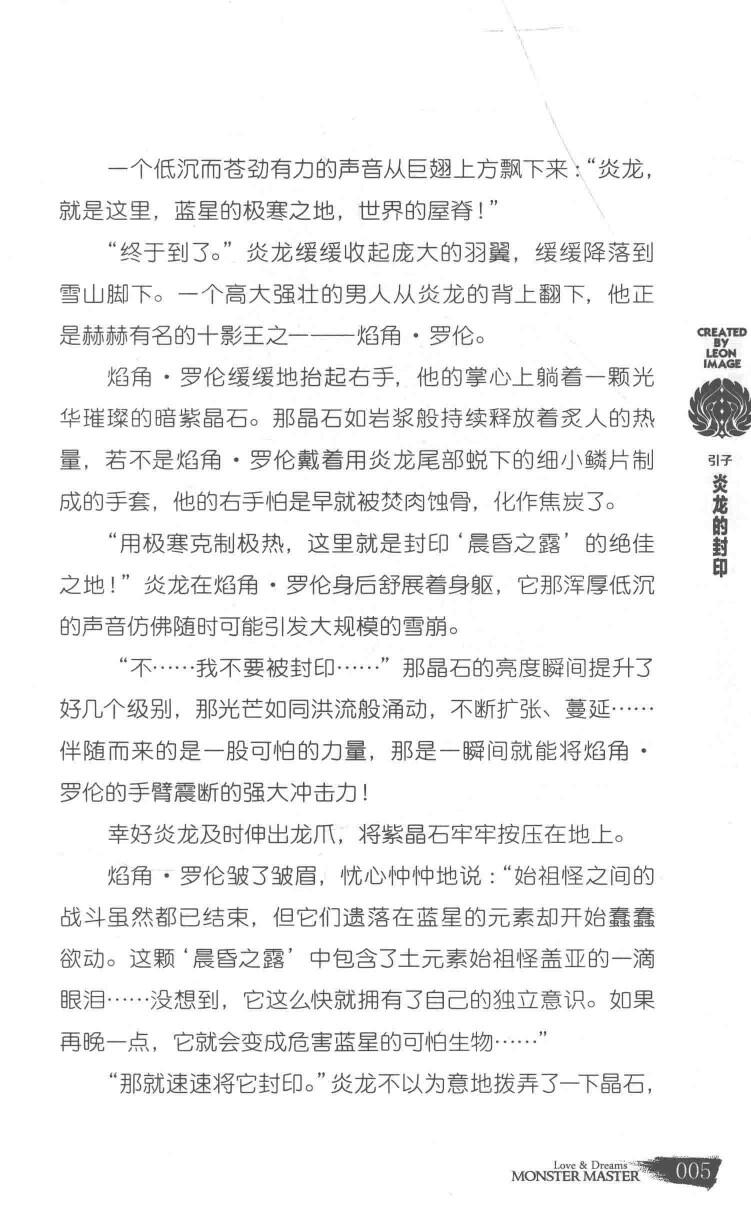 一个低沉而苍劲有力的声音从巨翅上方飘下来：“炎龙，
就是这里，蓝星的极寒之地，世界的屋脊！”
“终于到了。”炎龙缓缓收起庞大的羽翼，缓缓降落到
雪山脚下。一个高大强壮的男人从炎龙的背上翻下，他正
是赫赫有名的十影王之一——焰角·罗伦。
焰角·罗伦缓缓地抬起右手，他的掌心上躺着一颗光
华璀璨的暗紫晶石。那晶石如岩浆般持续释放着炙人的热
量，若不是焰角·罗伦戴着用炎龙尾部蜕下的细小鳞片制
成的手套，他的右手怕是早就被焚肉蚀骨，化作焦炭了。
“用极寒克制极热，这里就是封印‘晨昏之露’的绝佳
之地！”炎龙在焰角·罗伦身后舒展着身躯，它那浑厚低沉
的声音仿佛随时可能引发大规模的雪崩。
“不……我不要被封印……”那晶石的亮度瞬间提升了
好几个级别，那光芒如同洪流般涌动，不断扩张、蔓延……
伴随而来的是一股可怕的力量，那是一瞬间就能将焰角·
罗伦的手臂震断的强大冲击力！
幸好炎龙及时伸出龙爪，将紫晶石牢牢按压在地上。
焰角·罗伦皱了皱眉，忧心忡忡地说：“始祖怪之间的
战斗虽然都已结束，但它们遗落在蓝星的元素却开始蠢蠢
欲动。这颗‘晨昏之露’中包含了土元素始祖怪盖亚的一滴
眼泪……没想到，它这么快就拥有了自己的独立意识。如果
再晚一点，它就会变成危害蓝星的可怕生物……”
“那就速速将它封印。”炎龙不以为意地拨弄了一下晶石，
CREATED
BY
LEON
IMAGE
引子
炎龙的封印
Love & Dreams
MONSTER MASTER
005